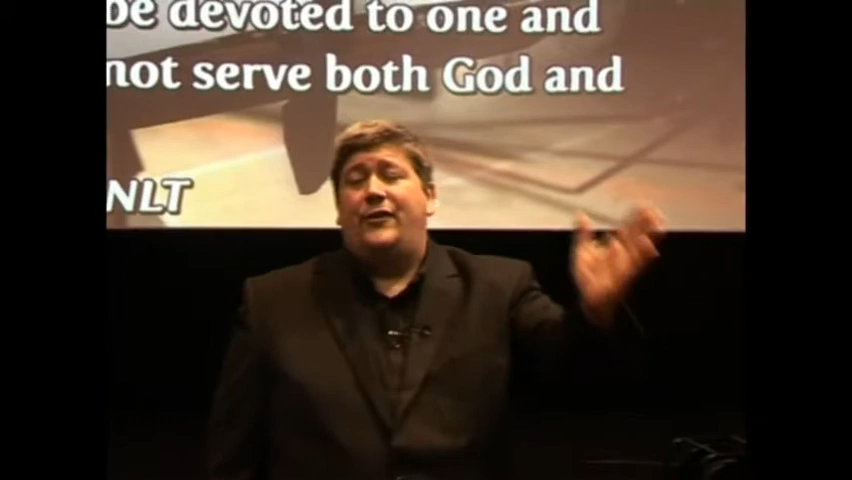 be devoted to one and
not serve both God and
NLT